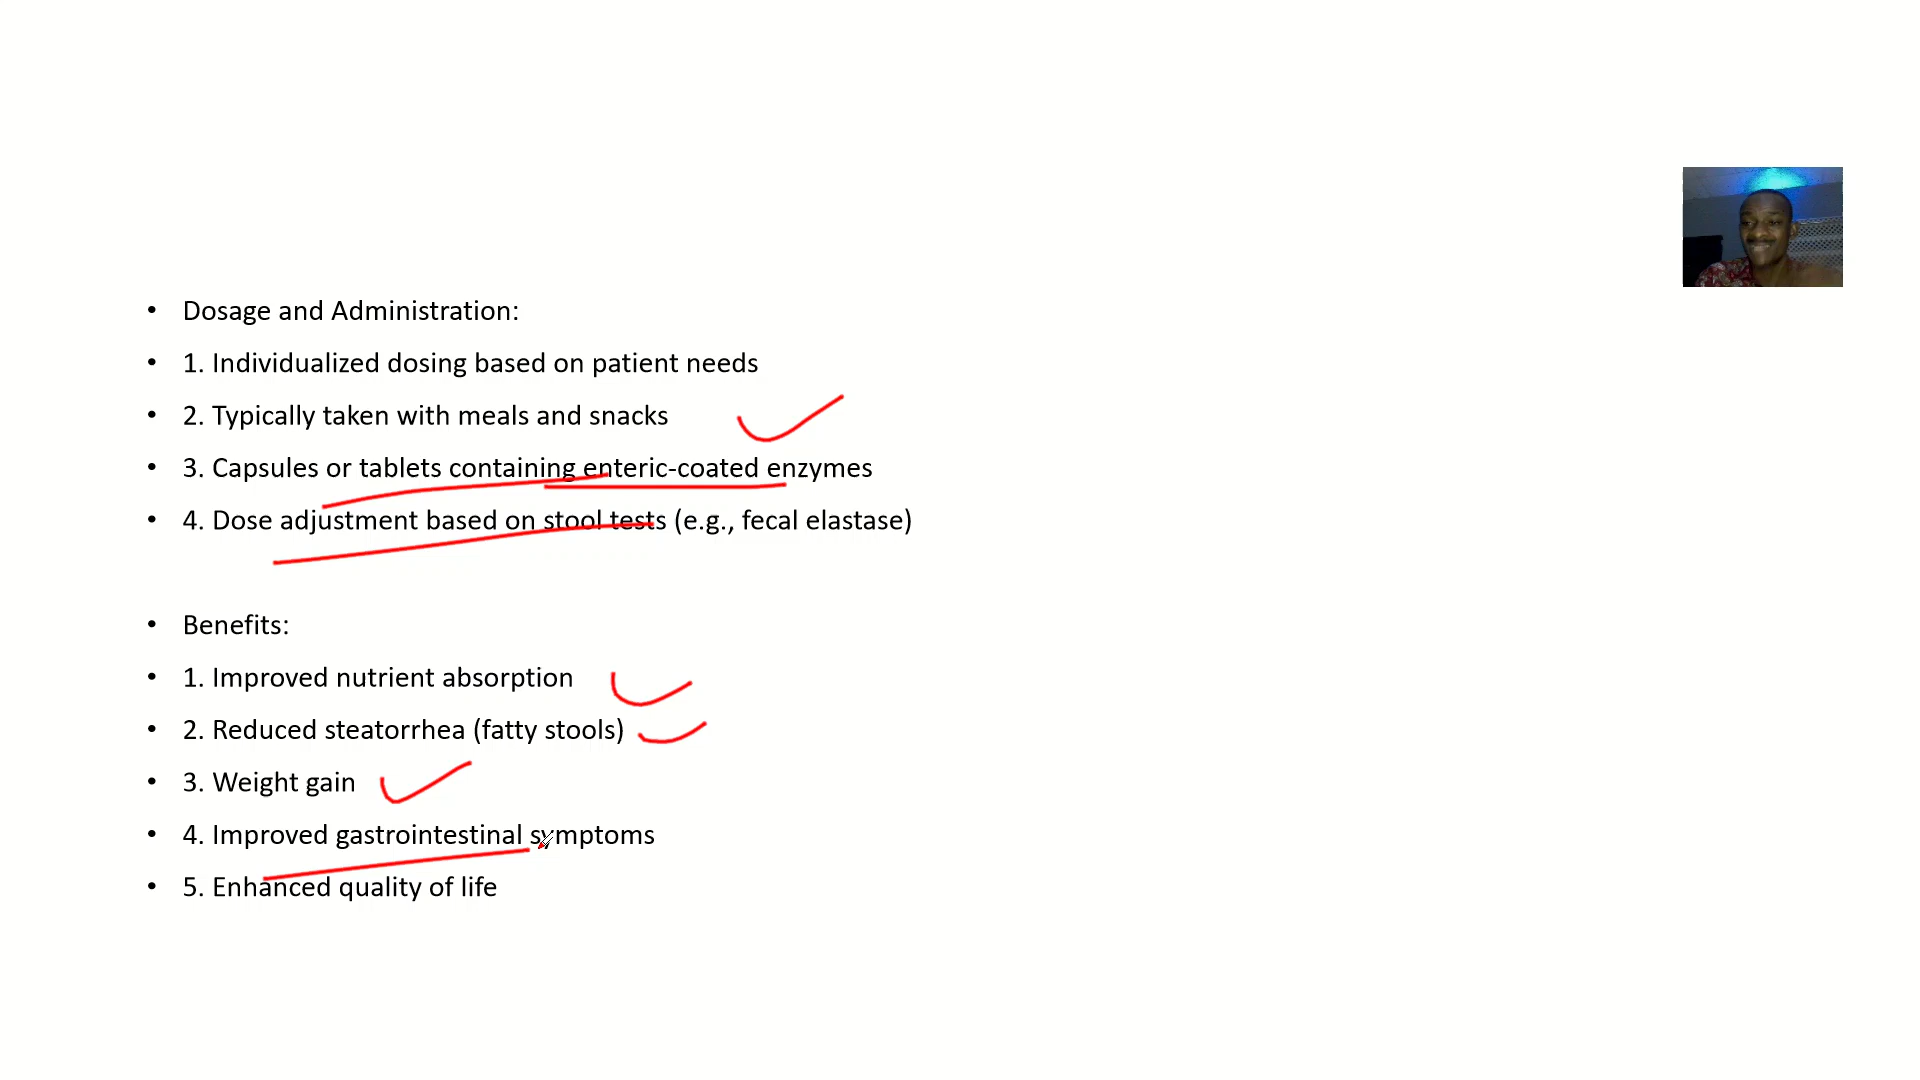 • Dosage and Administration:
• 1. Individualized dosing based on patient needs
• 2. Typically taken with meals and snacks
• 3. Capsules or tablets containing enteric-coated enzymes
• 4. Dose adjustment based on stool tests (e.g., fecal elastase)
• Benefits:
• 1. Improved nutrient absorption
• 2. Reduced steatorrhea (fatty stools)
• 3. Weight gain
• 4. Improved gastrointestinal symptoms
• 5. Enhanced quality of life